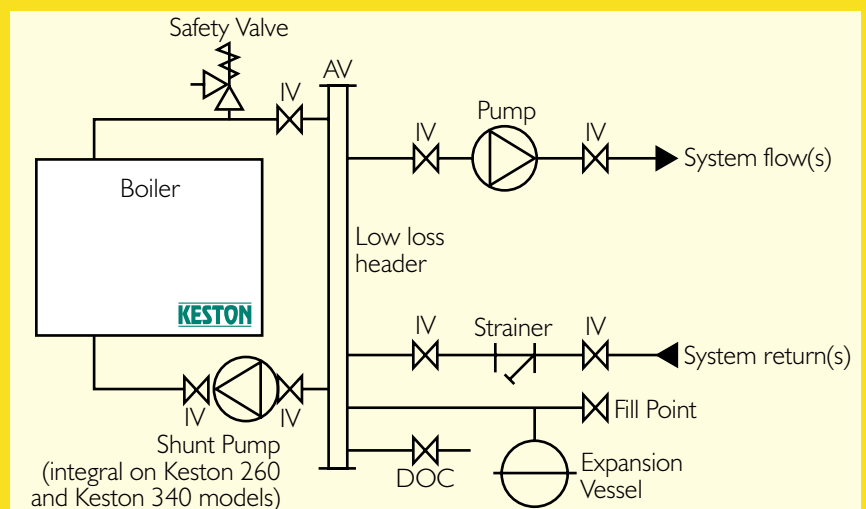 Safety Valve
AV
IV
Pump
IV
IV
System flow(s)
Boiler
Low loss
header
KESTON
IV
Strainer
IV
System return(s)
IV
IV
Fill Point
Shunt Pump
(integral on Keston 260
and Keston 340 models)
DOC
Expansion
Vessel